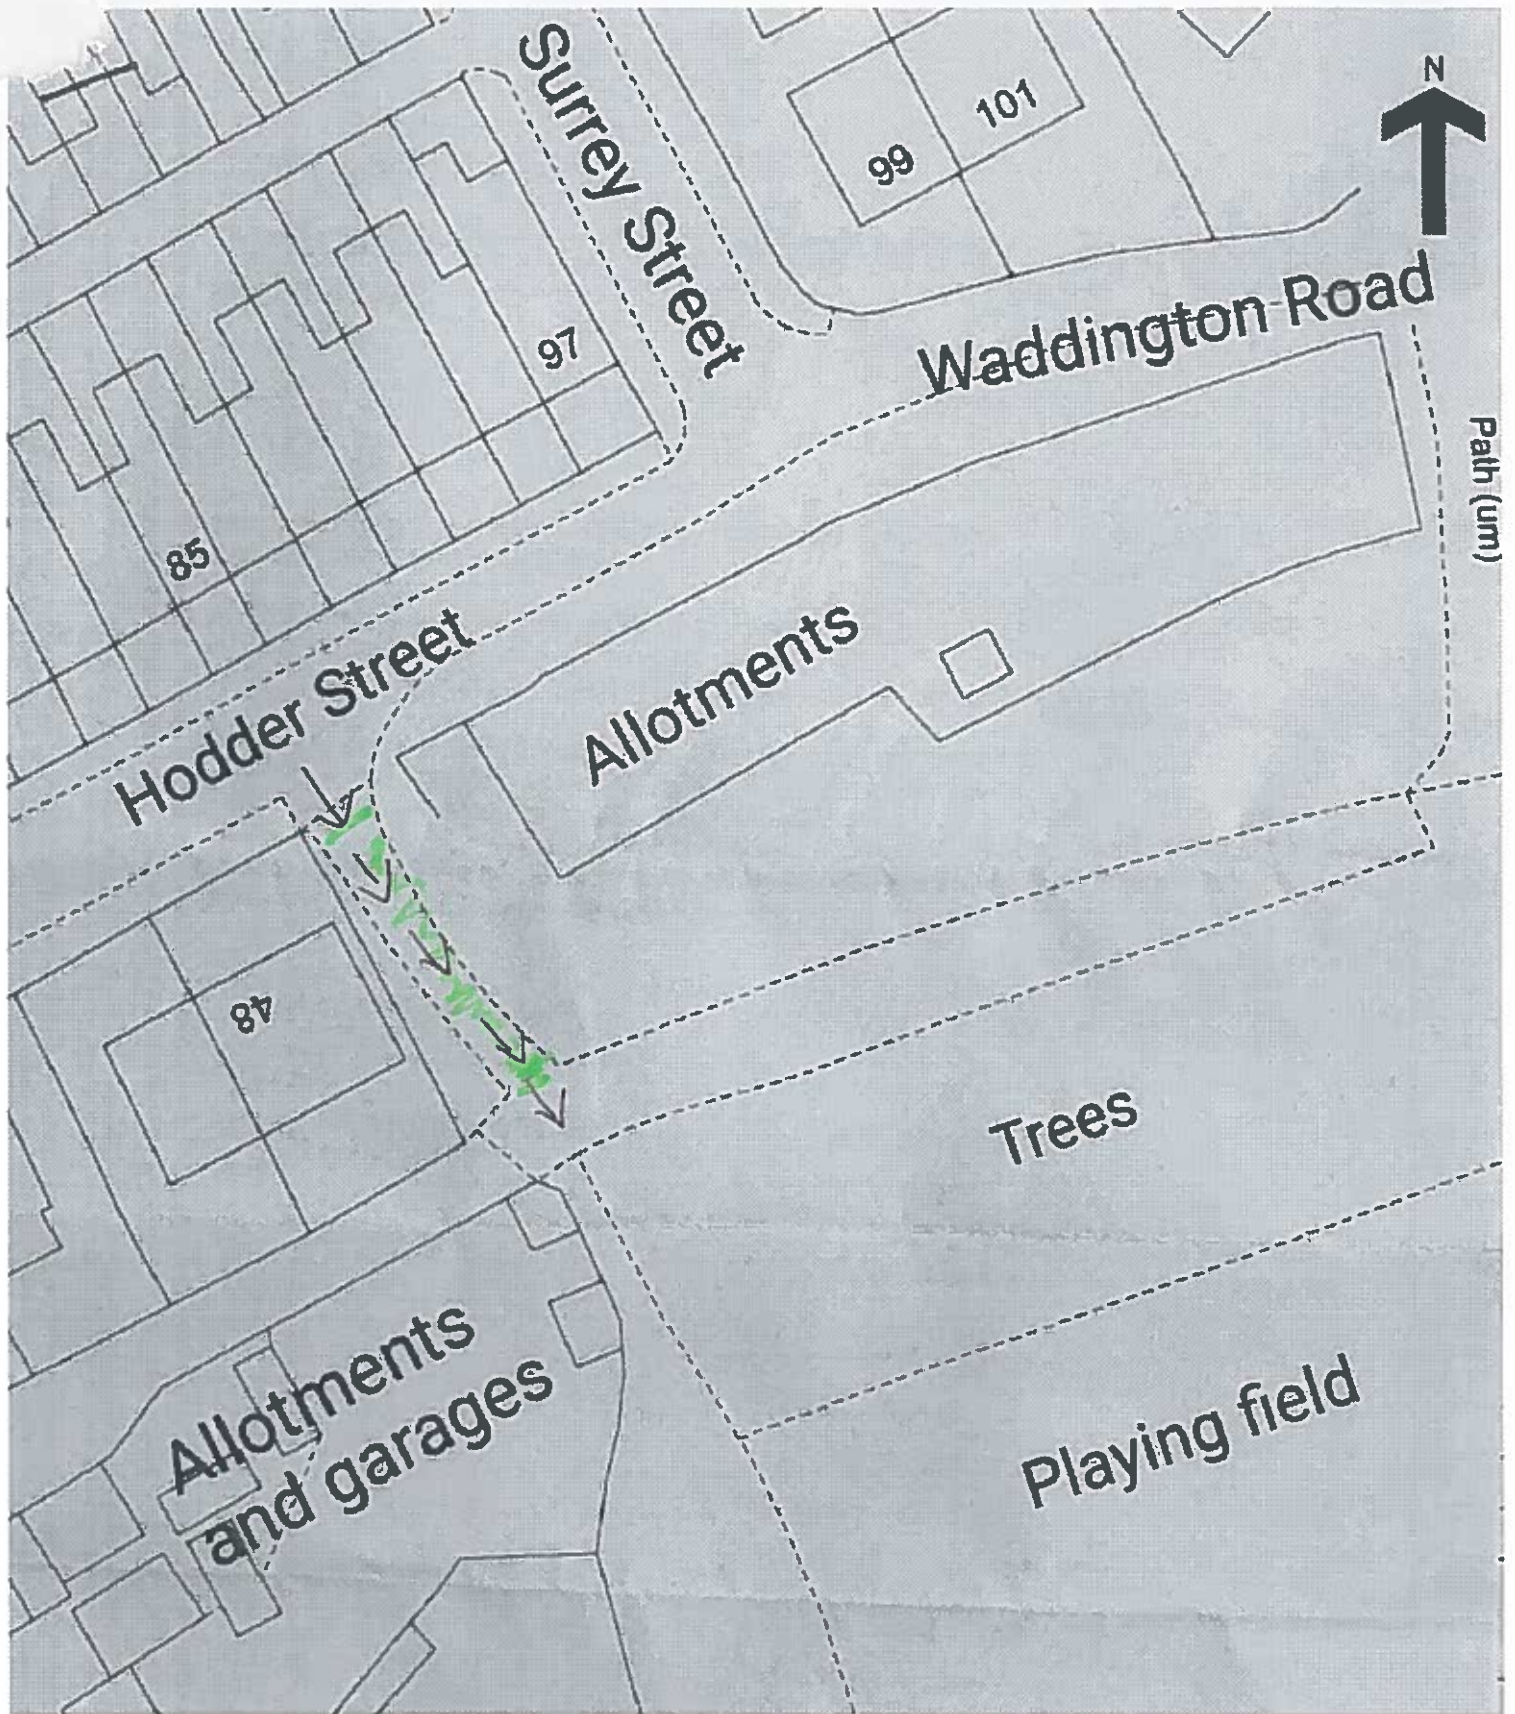 Surrey Street
N
101
99
Waddington Road
97
Path (um)
85
Hodder Street
Allotments
48
Trees
Allotments
and garages
Playing field